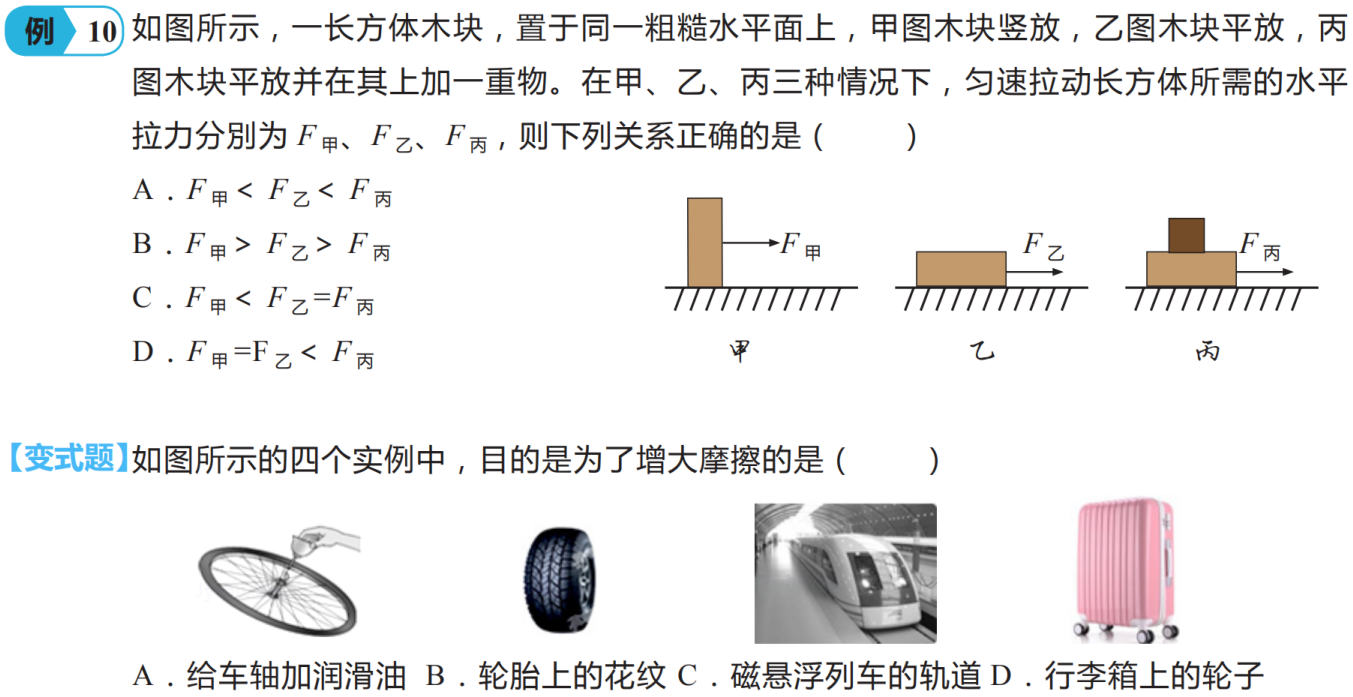 例 10 如图所示，一长方体木块，置于同一粗糙水平面上，甲图木块竖放，乙图木块平放，丙
图木块平放并在其上加一重物。在甲、乙、丙三种情况下，匀速拉动长方体所需的水平
拉力分别为 F甲、F乙、F丙，则下列关系正确的是（　　）
A．F甲< F乙< F丙
B．F甲> F乙> F丙
C．F甲< F乙=F丙
D．F甲=F乙< F丙
F甲 F乙 F丙
甲 乙 丙
【变式题】如图所示的四个实例中，目的是为了增大摩擦的是（　　）
A．给车轴加润滑油 B．轮胎上的花纹 C．磁悬浮列车的轨道 D．行李箱上的轮子